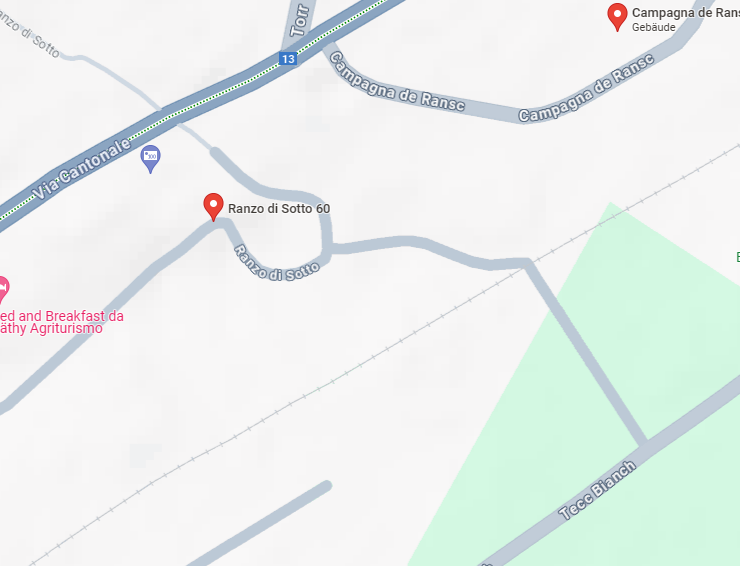 anzo di Sotto
Torr
Campagna de Rans
Gebäude
13
Campagna de Ransc
Campagna de Ransc
Via Cantonale
Ranzo di Sotto 60
Ranzo di Sotto
ed and Breakfast da
äthy Agriturismo
Tecc Bianch